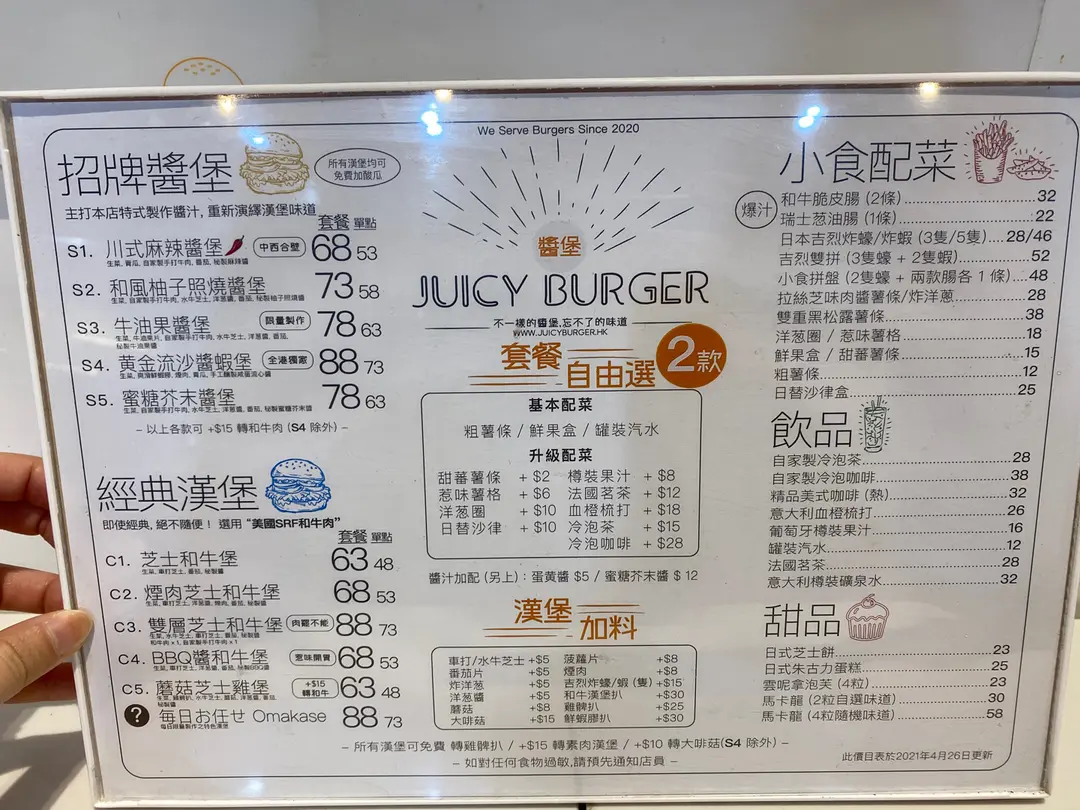 We Serve Burgers Since 2020
招牌醬堡
所有漢堡均可
免費加酸瓜
主打本店特式製作醬汁, 重新演繹漢堡味道
套餐 單點
S1. 川式麻辣醬堡 中西合璧 68 53
S2. 和風柚子照燒醬堡 73 58
S3. 牛油果醬堡 限量製作 78 63
S4. 黃金流沙醬蝦堡 全港獨家 88 73
S5. 蜜糖芥末醬堡 78 63
– 以上各款可 +$15 轉和牛肉 (S4 除外) –
經典漢堡
即使經典, 絕不隨便！ 選用 “美國SRF和牛肉”
套餐 單點
C1. 芝士和牛堡 63 48
C2. 煙肉芝士和牛堡 68 53
C3. 雙層芝士和牛堡 肉罷不能 88 73
C4. BBQ醬和牛堡 惹味開胃 68 53
C5. 蘑菇芝士雞堡 +$15 轉和牛 63 48
? 毎日お任せ Omakase 88 73
醬堡
JUICY BURGER
不一樣的醬堡,忘不了的味道
WWW.JUICYBURGER.HK
套餐
自由選 2款
基本配菜
粗薯條 / 鮮果盒 / 罐裝汽水
升級配菜
甜蕃薯條 + $2 樽裝果汁 + $8
惹味薯格 + $6 法國茗茶 + $12
洋葱圈 + $10 血橙梳打 + $18
日替沙律 + $10 冷泡茶 + $15
冷泡咖啡 + $28
醬汁加配 (另上) : 蛋黃醬 $5 / 蜜糖芥末醬 $ 12
漢堡
加料
車打/水牛芝士 +$5 菠蘿片 +$8
番茄片 +$5 煙肉 +$8
炸洋葱 +$5 吉烈炸蠔/蝦 (隻) +$15
洋葱醬 +$5 和牛漢堡扒 +$30
蘑菇 +$8 雞髀扒 +$25
大啡菇 +$15 鮮蝦膠扒 +$30
小食配菜
爆汁
和牛脆皮腸 (2條) 32
瑞士葱油腸 (1條) 22
日本吉烈炸蠔/炸蝦 (3隻/5隻) 28/46
吉烈雙拼 (3隻蠔 + 2隻蝦) 52
小食拼盤 (2隻蠔 + 兩款腸各 1 條) 48
拉絲芝味肉醬薯條/炸洋葱 28
雙重黑松露薯條 38
洋葱圈 / 惹味薯格 18
鮮果盒 / 甜蕃薯條 15
粗薯條 12
日替沙律盒 25
飲品
自家製冷泡茶 28
自家製冷泡咖啡 38
精品美式咖啡 (熱) 32
意大利血橙梳打 26
葡萄牙樽裝果汁 16
罐裝汽水 12
法國茗茶 28
意大利樽裝礦泉水 32
甜品
日式芝士餅 23
日式朱古力蛋糕 25
雲呢拿泡芙 (4粒) 23
馬卡龍 (2粒自選味道) 30
馬卡龍 (4粒隨機味道) 58
– 所有漢堡可免費 轉雞髀扒 / +$15 轉素肉漢堡 / +$10 轉大啡菇(S4 除外) –
– 如對任何食物過敏,請預先通知店員 –
此價目表於2021年4月26日更新